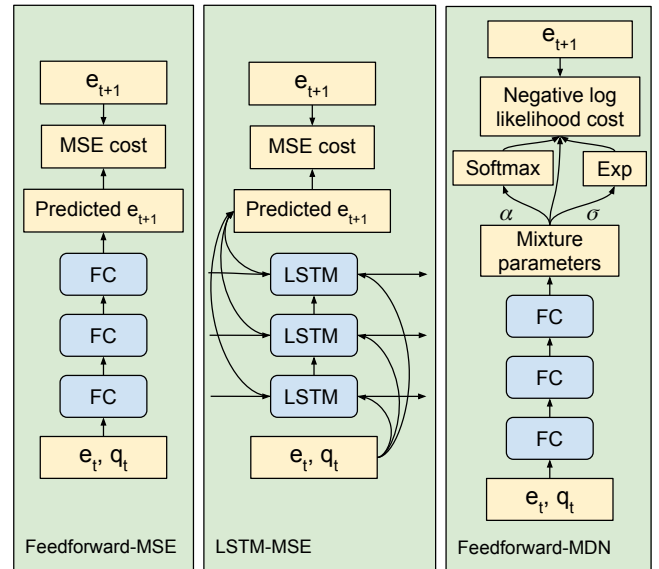 e_{t+1}
MSE cost
Predicted e_{t+1}
FC
FC
FC
e_t, q_t
Feedforward-MSE
e_{t+1}
MSE cost
Predicted e_{t+1}
LSTM
LSTM
LSTM
e_t, q_t
LSTM-MSE
e_{t+1}
Negative log
likelihood cost
Softmax
Exp
α
σ
Mixture
parameters
FC
FC
FC
e_t, q_t
Feedforward-MDN